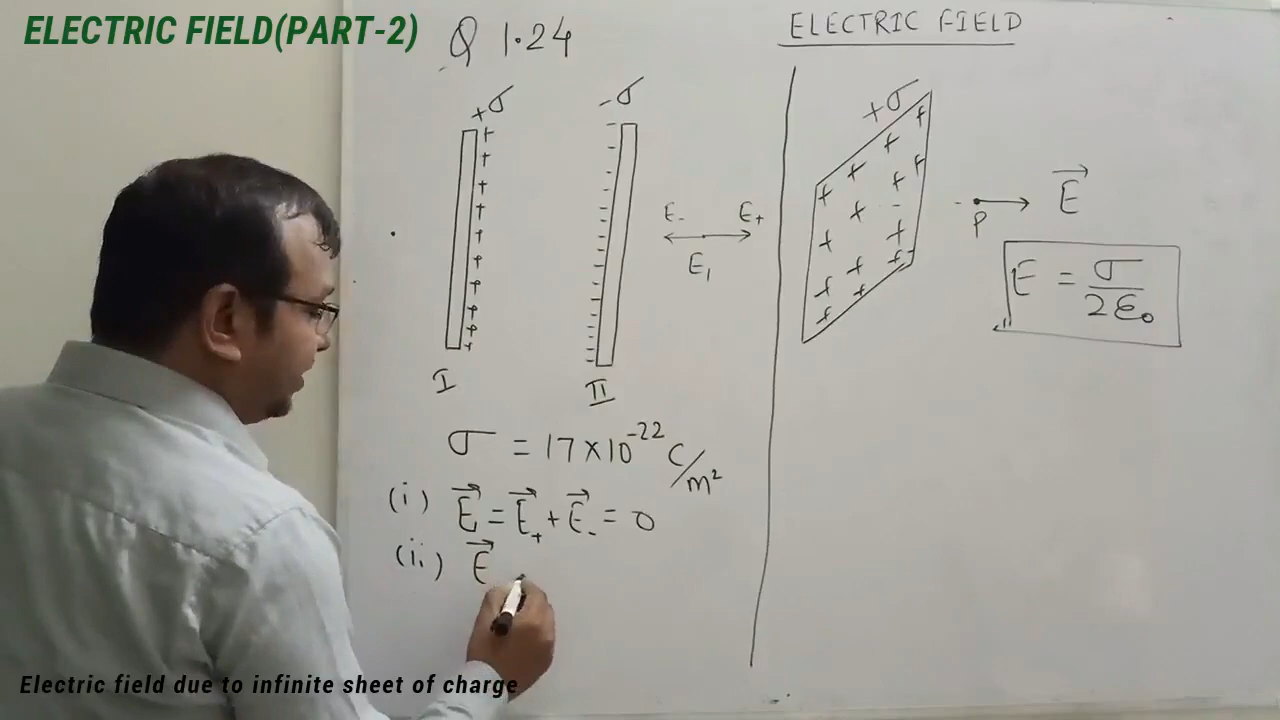 ELECTRIC FIELD(PART-2)
Q 1.24
+σ
-σ
E- E+
E1
I
II
σ = 17×10⁻²² C/m²
(i) E⃗ = E⃗+ + E⃗- = 0
(ii) E⃗
ELECTRIC FIELD
+σ
P
E⃗
E = σ/2ε₀
Electric field due to infinite sheet of charge